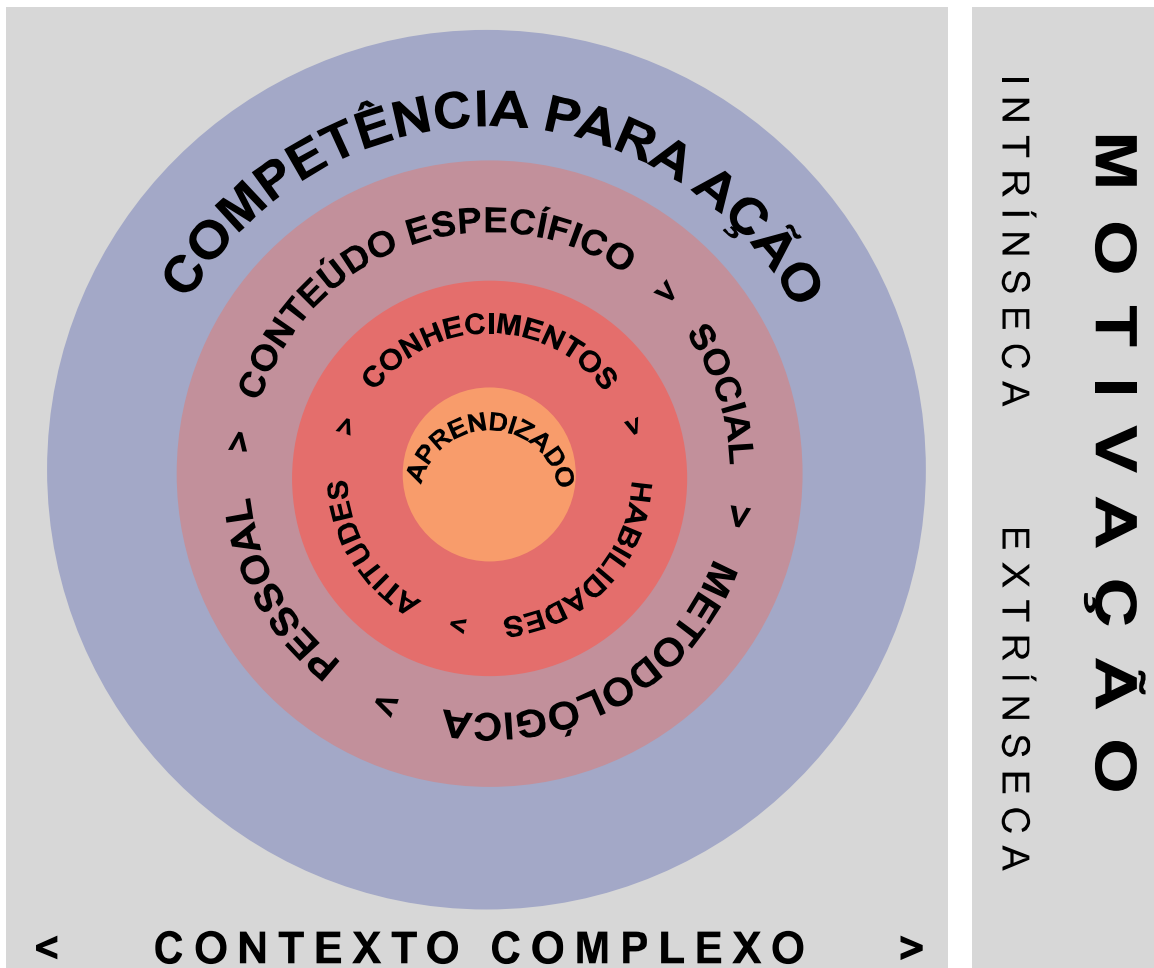 COMPETÊNCIA PARA AÇÃO
CONTEÚDO ESPECÍFICO > SOCIAL > METODOLÓGICA > PESSOAL >
CONHECIMENTOS > HABILIDADES > ATITUDES >
APRENDIZADO
< CONTEXTO COMPLEXO >
MOTIVAÇÃO
INTRÍNSECA EXTRÍNSECA